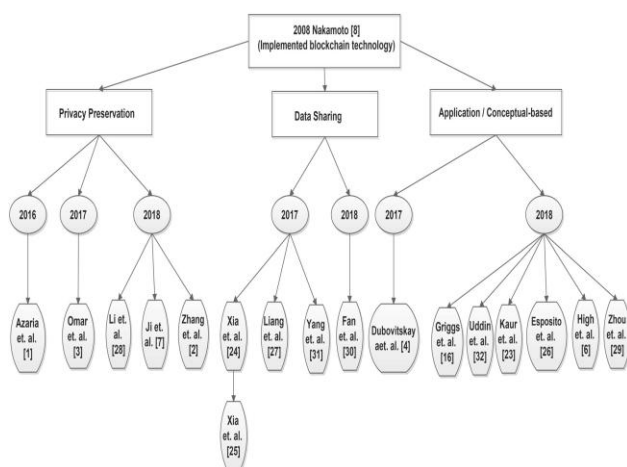 2008 Nakamoto [8]
(Implemented blockchain technology)
Privacy Preservation
Data Sharing
Application / Conceptual-based
2016
2017
2018
2017
2018
2017
2018
Azaria
et. al.
[1]
Omar
et. al.
[3]
Li et. al.
[28]
Ji et.
al. [7]
Zhang
et. al.
[2]
Xia
et. al.
[24]
Liang
et. al.
[27]
Yang
et. al.
[31]
Fan
et. al.
[30]
Dubovitskay
aet. al. [4]
Griggs
et. al.
[16]
Uddin
et. al.
[32]
Kaur
et. al.
[23]
Esposito
et. al.
[26]
High
et. al.
[6]
Zhou
et. al.
[29]
Xia
et. al.
[25]